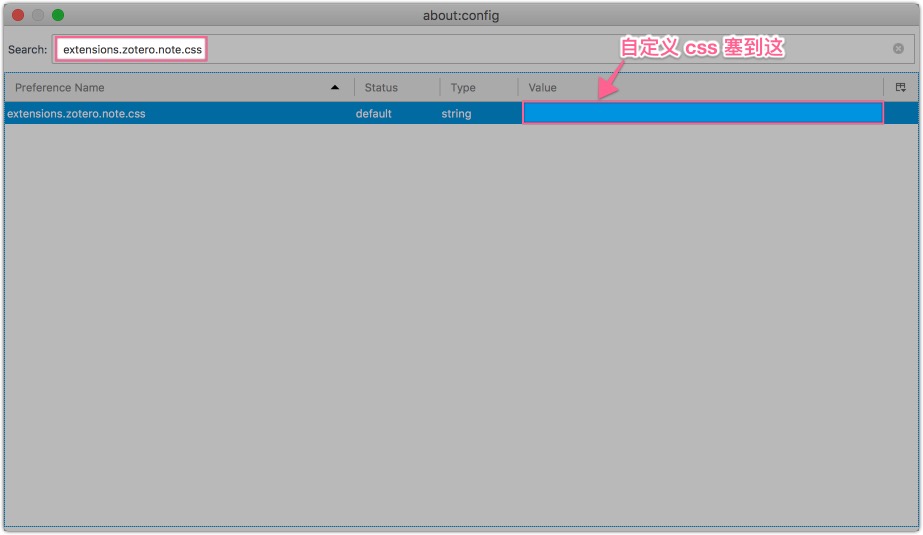 about:config
Search: extensions.zotero.note.css
自定义 css 塞到这
Preference Name Status Type Value
extensions.zotero.note.css default string